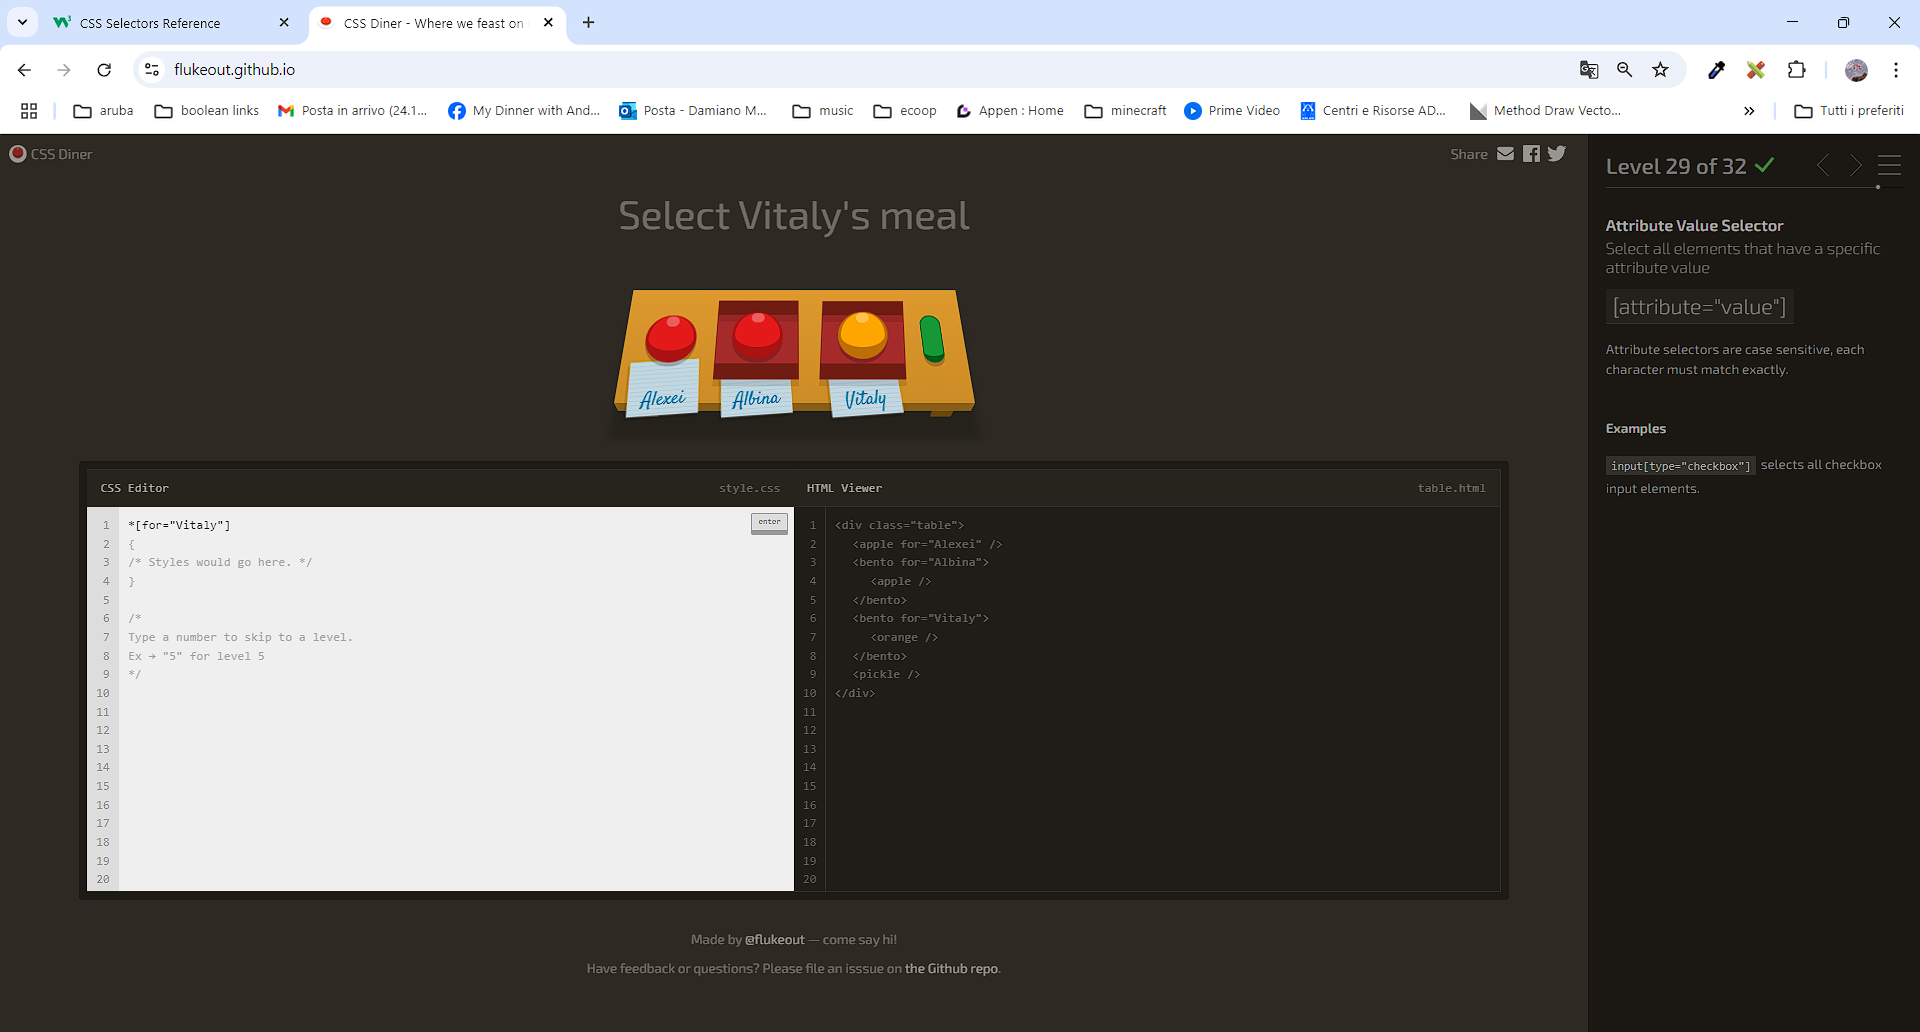 CSS Selectors Reference
CSS Diner - Where we feast on
flukeout.github.io
aruba
boolean links
Posta in arrivo (24.1...
My Dinner with And...
Posta - Damiano M...
music
ecoop
Appen : Home
minecraft
Prime Video
Centri e Risorse AD...
Method Draw Vecto...
»
Tutti i preferiti
CSS Diner
Share
Select Vitaly's meal
Alexei
Albina
Vitaly
CSS Editor
style.css
1 *[for="Vitaly"]
enter
2 {
3 /* Styles would go here. */
4 }
5
6 /*
7 Type a number to skip to a level.
8 Ex → "5" for level 5
9 */
10
11
12
13
14
15
16
17
18
19
20
HTML Viewer
table.html
1 <div class="table">
2 <apple for="Alexei" />
3 <bento for="Albina">
4 <apple />
5 </bento>
6 <bento for="Vitaly">
7 <orange />
8 </bento>
9 <pickle />
10 </div>
11
12
13
14
15
16
17
18
19
20
Made by @flukeout — come say hi!
Have feedback or questions? Please file an isssue on the Github repo.
Level 29 of 32
Attribute Value Selector
Select all elements that have a specific
attribute value
[attribute="value"]
Attribute selectors are case sensitive, each
character must match exactly.
Examples
input[type="checkbox"] selects all checkbox
input elements.